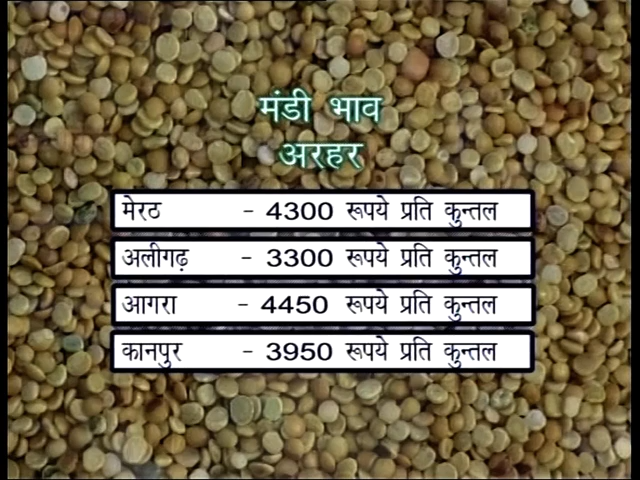 मंडी भाव
अरहर
मेरठ - 4300 रूपये प्रति कुन्तल
अलीगढ़ - 3300 रूपये प्रति कुन्तल
आगरा - 4450 रूपये प्रति कुन्तल
कानपुर - 3950 रूपये प्रति कुन्तल